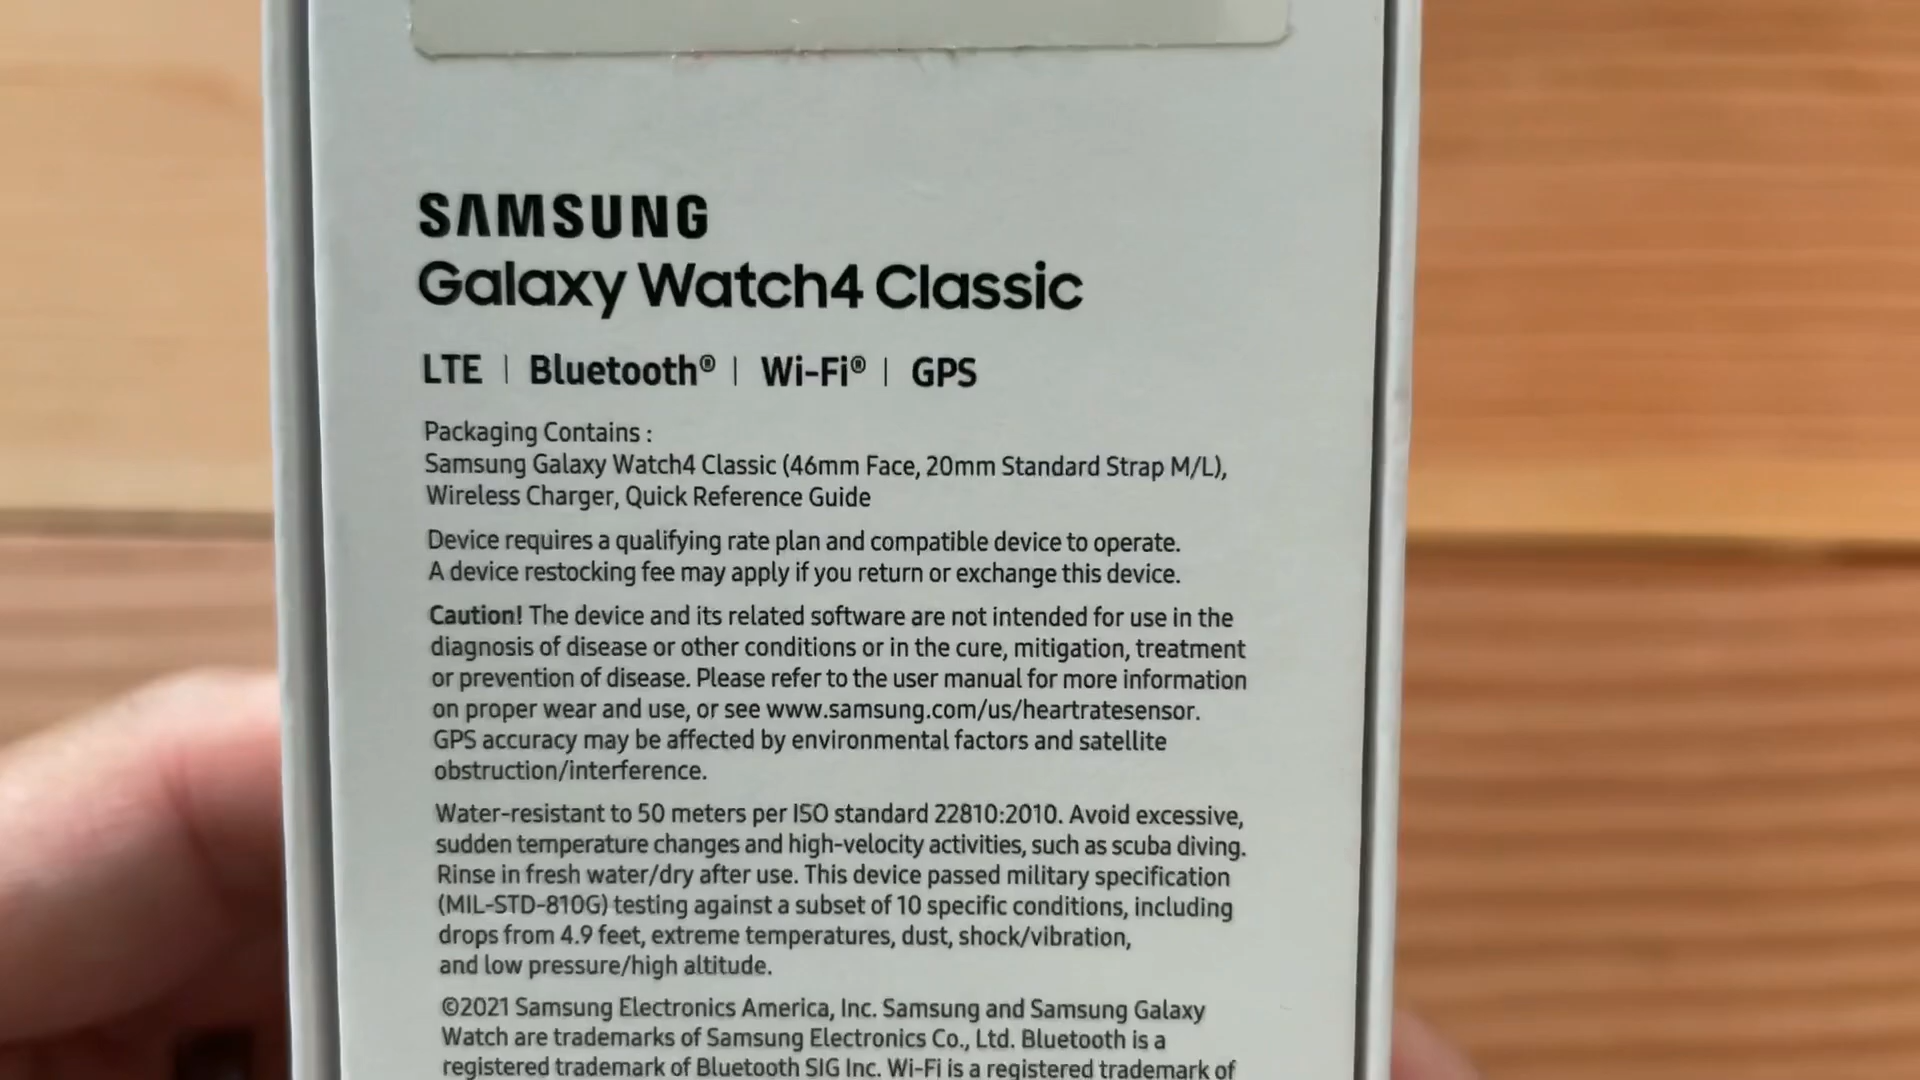 SAMSUNG
Galaxy Watch4 Classic
LTE | Bluetooth® | Wi-Fi® | GPS
Packaging Contains :
Samsung Galaxy Watch4 Classic (46mm Face, 20mm Standard Strap M/L),
Wireless Charger, Quick Reference Guide
Device requires a qualifying rate plan and compatible device to operate.
A device restocking fee may apply if you return or exchange this device.
Caution! The device and its related software are not intended for use in the
diagnosis of disease or other conditions or in the cure, mitigation, treatment
or prevention of disease. Please refer to the user manual for more information
on proper wear and use, or see www.samsung.com/us/heartratesensor.
GPS accuracy may be affected by environmental factors and satellite
obstruction/interference.
Water-resistant to 50 meters per ISO standard 22810:2010. Avoid excessive,
sudden temperature changes and high-velocity activities, such as scuba diving.
Rinse in fresh water/dry after use. This device passed military specification
(MIL-STD-810G) testing against a subset of 10 specific conditions, including
drops from 4.9 feet, extreme temperatures, dust, shock/vibration,
and low pressure/high altitude.
©2021 Samsung Electronics America, Inc. Samsung and Samsung Galaxy
Watch are trademarks of Samsung Electronics Co., Ltd. Bluetooth is a
registered trademark of Bluetooth SIG Inc. Wi-Fi is a registered trademark of